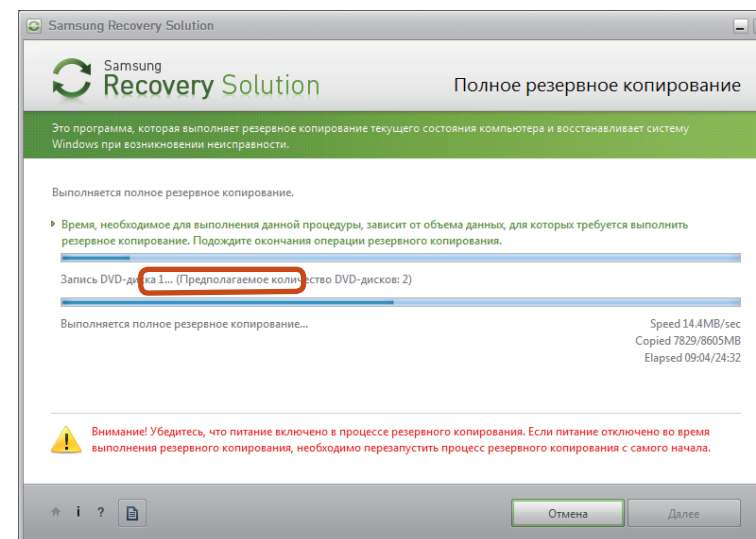 Samsung Recovery Solution
Samsung
Recovery Solution
Полное резервное копирование
Это программа, которая выполняет резервное копирование текущего состояния компьютера и восстанавливает систему
Windows при возникновении неисправности.
Выполняется полное резервное копирование.
Время, необходимое для выполнения данной процедуры, зависит от объема данных, для которых требуется выполнить
резервное копирование. Подождите окончания операции резервного копирования.
Запись DVD-диска 1... (Предполагаемое количество DVD-дисков: 2)
Выполняется полное резервное копирование...
Speed 14.4MB/sec
Copied 7829/8605MB
Elapsed 09:04/24:32
Внимание! Убедитесь, что питание включено в процессе резервного копирования. Если питание отключено во время
выполнения резервного копирования, необходимо перезапустить процесс резервного копирования с самого начала.
Отмена
Далее